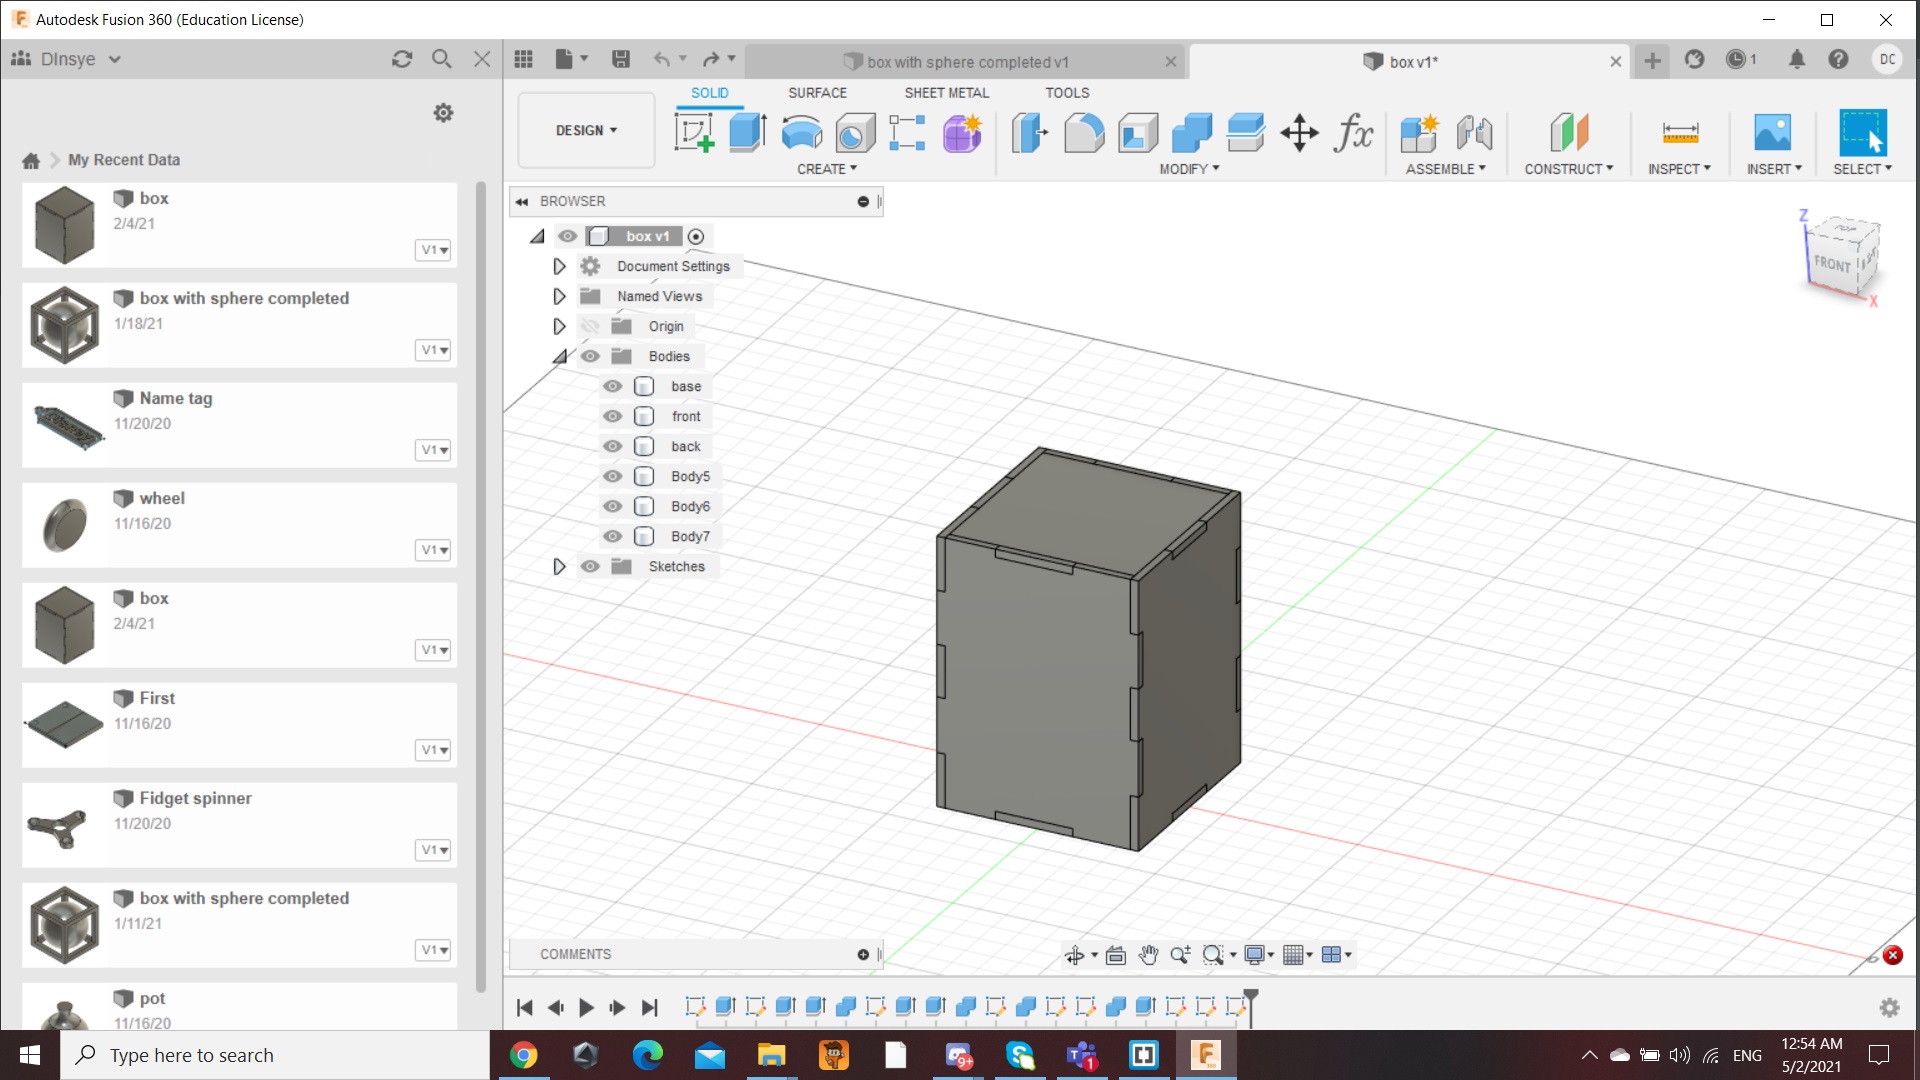 Autodesk Fusion 360 (Education License)
DInsye
box with sphere completed v1
box v1*
1
DC
SOLID
SURFACE
SHEET METAL
TOOLS
DESIGN
CREATE
MODIFY
ASSEMBLE
CONSTRUCT
INSPECT
INSERT
SELECT
My Recent Data
box
2/4/21
V1
box with sphere completed
1/18/21
V1
Name tag
11/20/20
V1
wheel
11/16/20
V1
box
2/4/21
V1
First
11/16/20
V1
Fidget spinner
11/20/20
V1
box with sphere completed
1/11/21
V1
pot
11/16/20
BROWSER
box v1
Document Settings
Named Views
Origin
Bodies
base
front
back
Body5
Body6
Body7
Sketches
Z
TOP
FRONT
X
COMMENTS
Type here to search
9+
1
ENG
12:54 AM
5/2/2021